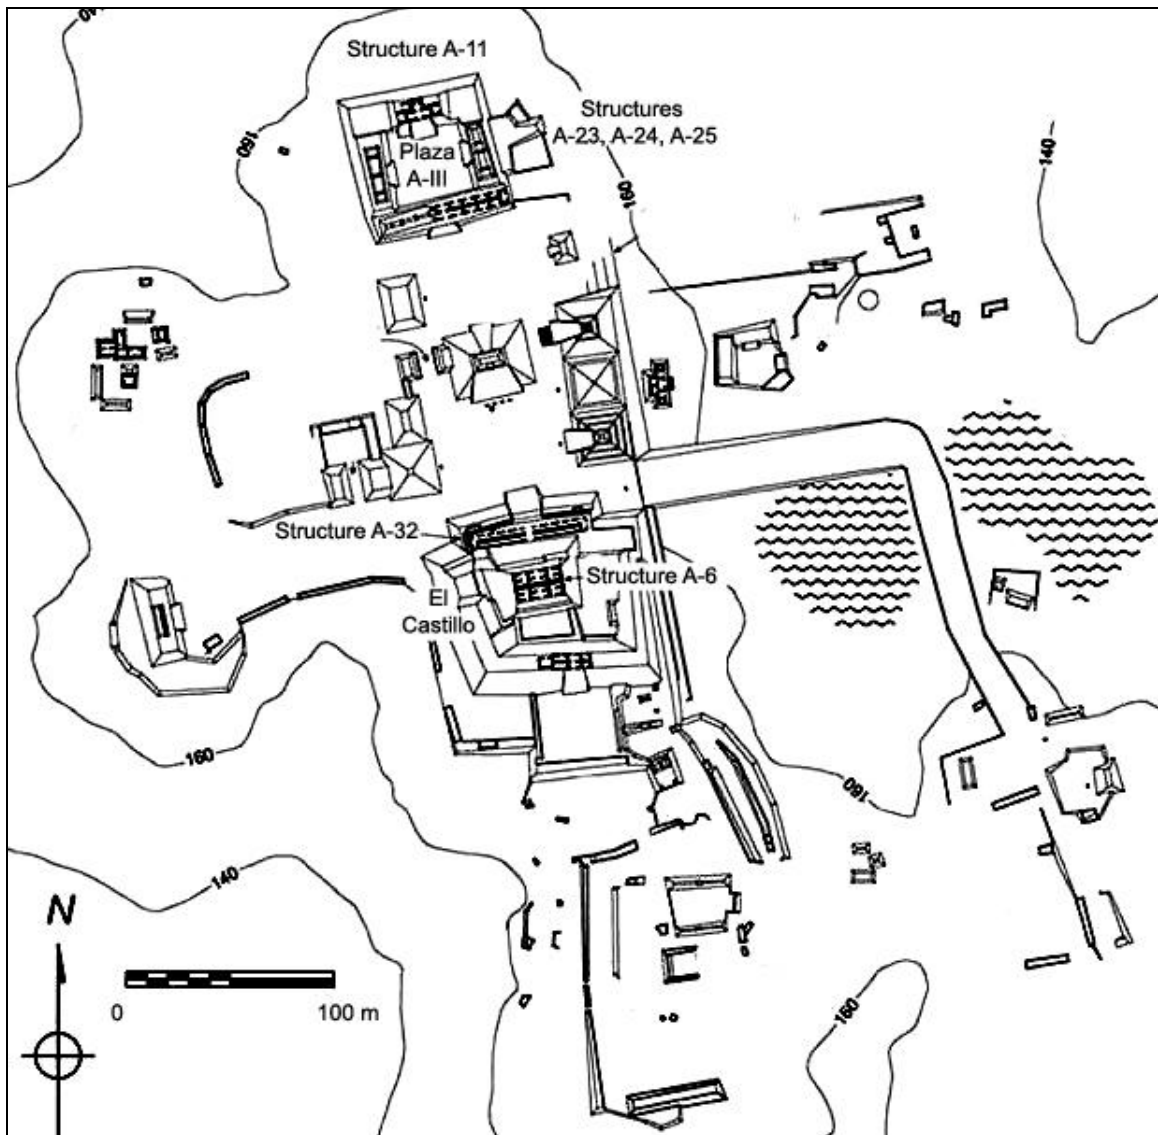 140
Structure A-11
Structures
A-23, A-24, A-25
Plaza
A-III
160
160
140
Structure A-32
Structure A-6
El
Castillo
160
160
140
N
0
100 m
160